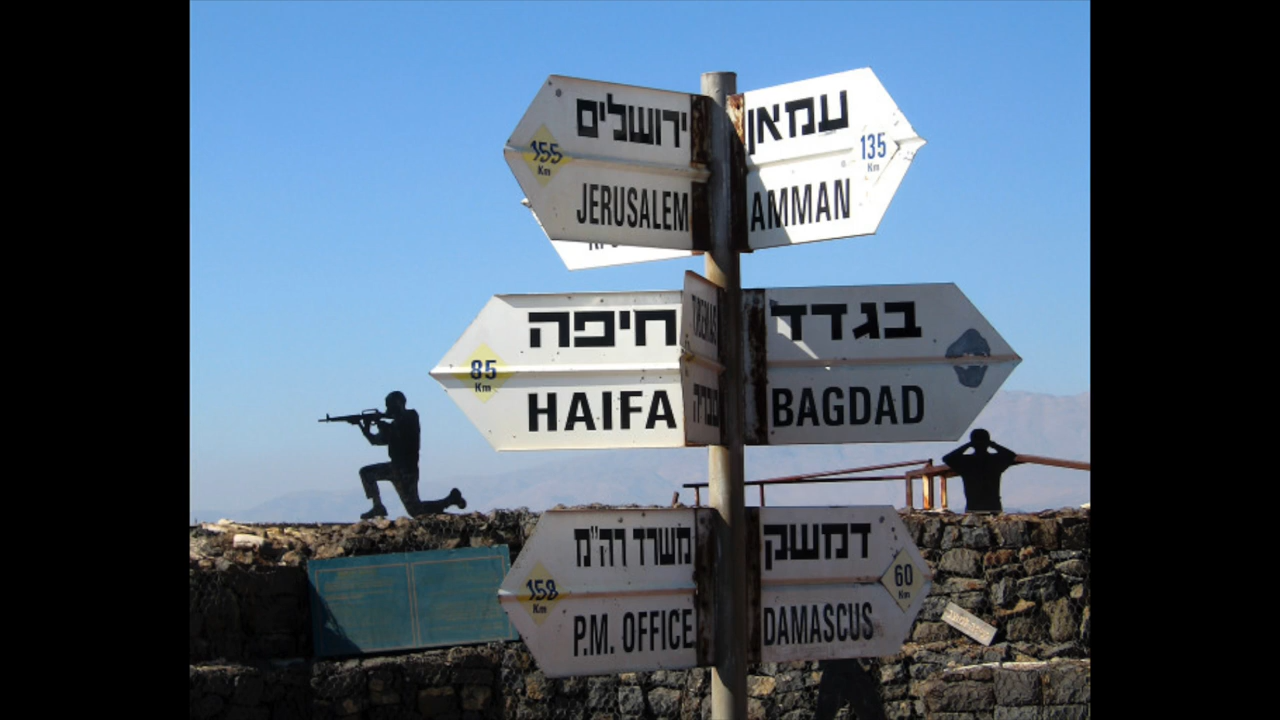 ירושלים
155
Km
JERUSALEM
עמאן
135
Km
AMMAN
חיפה
85
Km
HAIFA
בגדד
BAGDAD
משרד רה"מ
158
Km
P.M. OFFICE
דמשק
60
Km
DAMASCUS